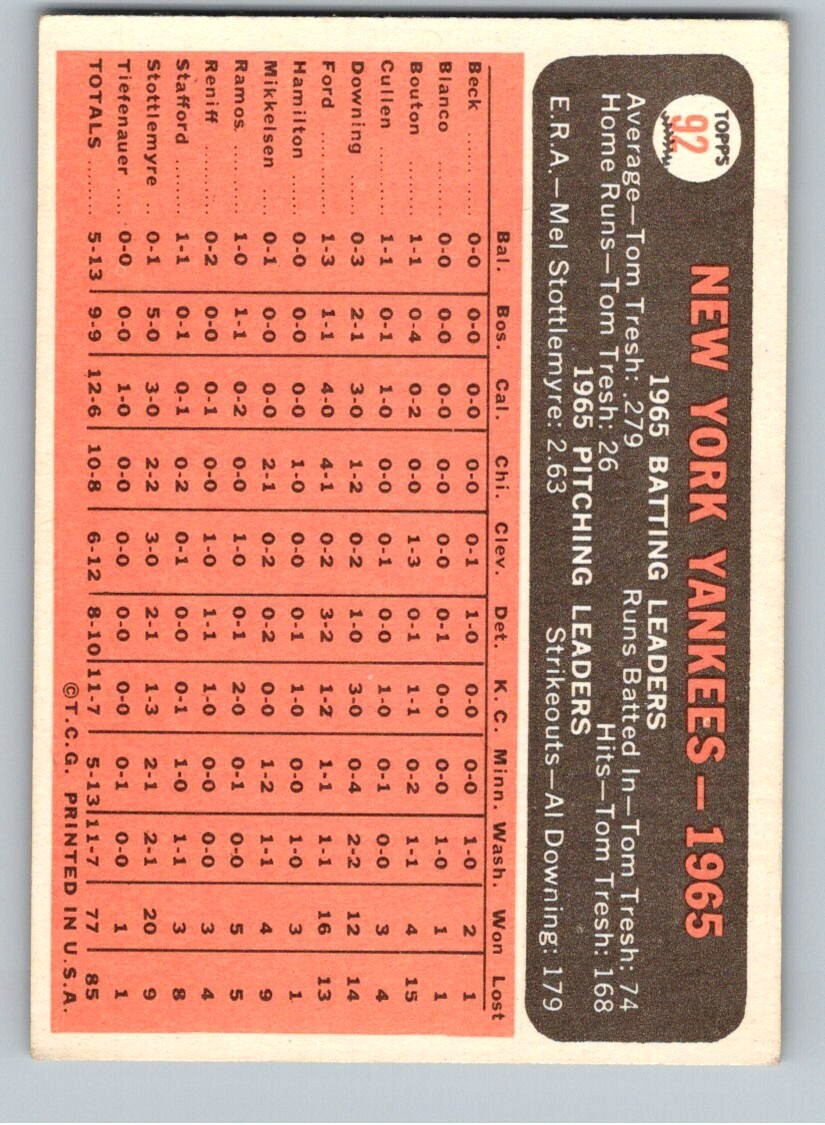 TOPPS
92
NEW YORK YANKEES—1965
1965 BATTING LEADERS
Average—Tom Tresh: .279 Runs Batted In—Tom Tresh: 74
Home Runs—Tom Tresh: 26 Hits—Tom Tresh: 168
1965 PITCHING LEADERS
E.R.A.—Mel Stottlemyre: 2.63 Strikeouts—Al Downing: 179
Bal. Bos. Cal. Chi. Clev. Det. K.C. Minn. Wash. Won Lost
Beck ........ 0-0 0-0 0-0 0-0 0-1 1-0 0-0 0-0 1-0 2 1
Blanco ...... 0-0 0-0 0-0 0-0 0-0 0-1 0-0 0-0 1-0 1 1
Bouton ...... 1-1 0-4 0-2 0-0 1-3 0-1 1-1 0-2 1-1 4 15
Cullen ...... 1-1 0-1 1-0 0-0 0-1 0-0 1-0 0-1 0-0 3 4
Downing ... 0-3 2-1 3-0 1-2 0-2 1-0 3-0 0-4 2-2 12 14
Ford ........ 1-3 1-1 4-0 4-1 0-2 3-2 1-2 1-1 1-1 16 13
Hamilton .... 0-0 0-0 0-0 1-0 0-0 0-1 1-0 0-0 1-0 3 1
Mikkelsen .... 0-1 0-0 0-0 2-1 0-2 0-2 0-0 1-2 1-1 4 9
Ramos ...... 1-0 1-1 0-2 0-0 1-0 0-1 2-0 0-1 0-0 5 5
Reniff ...... 0-2 0-0 0-1 0-0 1-0 1-1 1-0 0-0 0-0 3 4
Stafford ..... 1-1 0-1 0-1 0-2 0-1 0-0 0-1 1-0 1-1 3 8
Stottlemyre .. 0-1 5-0 3-0 2-2 3-0 2-1 1-3 2-1 2-1 20 9
Tiefenauer ... 0-0 0-0 1-0 0-0 0-0 0-0 0-0 0-1 0-0 1 1
TOTALS ...... 5-13 9-9 12-6 10-8 6-12 8-10 11-7 5-13 11-7 77 85
©T.C.G. PRINTED IN U.S.A.